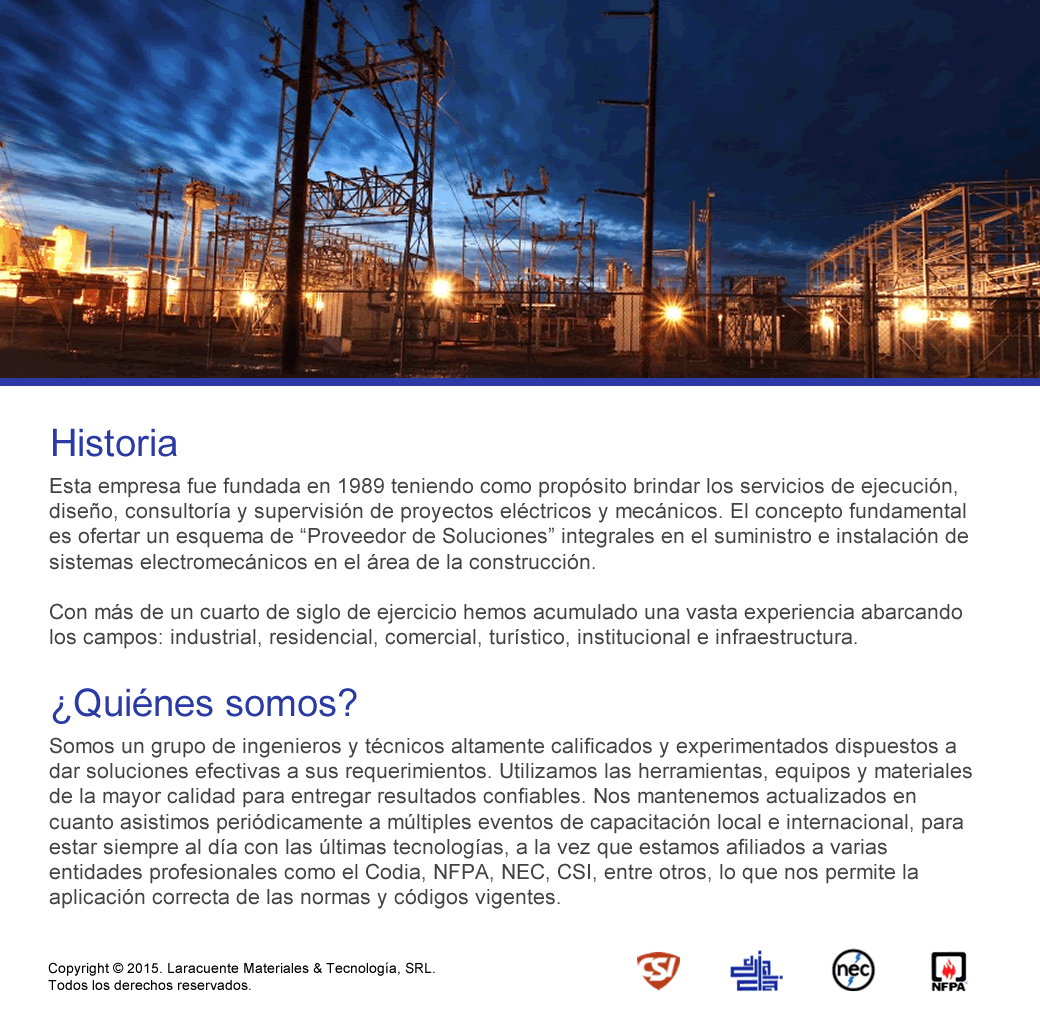 Historia
Esta empresa fue fundada en 1989 teniendo como propósito brindar los servicios de ejecución,
diseño, consultoría y supervisión de proyectos eléctricos y mecánicos. El concepto fundamental
es ofertar un esquema de “Proveedor de Soluciones” integrales en el suministro e instalación de
sistemas electromecánicos en el área de la construcción.
Con más de un cuarto de siglo de ejercicio hemos acumulado una vasta experiencia abarcando
los campos: industrial, residencial, comercial, turístico, institucional e infraestructura.
¿Quiénes somos?
Somos un grupo de ingenieros y técnicos altamente calificados y experimentados dispuestos a
dar soluciones efectivas a sus requerimientos. Utilizamos las herramientas, equipos y materiales
de la mayor calidad para entregar resultados confiables. Nos mantenemos actualizados en
cuanto asistimos periódicamente a múltiples eventos de capacitación local e internacional, para
estar siempre al día con las últimas tecnologías, a la vez que estamos afiliados a varias
entidades profesionales como el Codia, NFPA, NEC, CSI, entre otros, lo que nos permite la
aplicación correcta de las normas y códigos vigentes.
Copyright © 2015. Laracuente Materiales & Tecnología, SRL.
Todos los derechos reservados.
CSI
nec
NFPA